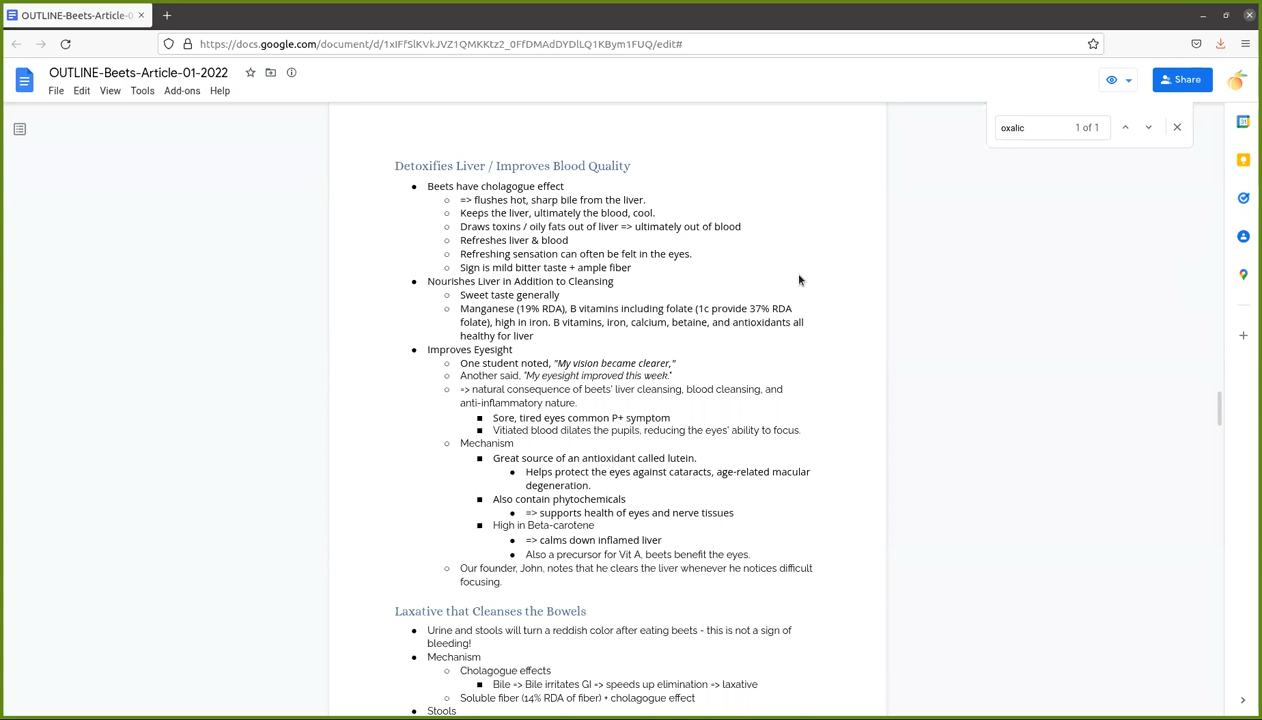 OUTLINE-Beets-Article-0
https://docs.google.com/document/d/1xIFfSlKVkJVZ1QMKKtz2_0FfDMAdDYDlLQ1KBym1FUQ/edit#
OUTLINE-Beets-Article-01-2022
File Edit View Tools Add-ons Help
Share
oxalic 1 of 1
Detoxifies Liver / Improves Blood Quality
Beets have cholagogue effect
=> flushes hot, sharp bile from the liver.
Keeps the liver, ultimately the blood, cool.
Draws toxins / oily fats out of liver => ultimately out of blood
Refreshes liver & blood
Refreshing sensation can often be felt in the eyes.
Sign is mild bitter taste + ample fiber
Nourishes Liver in Addition to Cleansing
Sweet taste generally
Manganese (19% RDA), B vitamins including folate (1c provide 37% RDA
folate), high in iron. B vitamins, iron, calcium, betaine, and antioxidants all
healthy for liver
Improves Eyesight
One student noted, "My vision became clearer,"
Another said, "My eyesight improved this week."
=> natural consequence of beets' liver cleansing, blood cleansing, and
anti-inflammatory nature.
Sore, tired eyes common P+ symptom
Vitiated blood dilates the pupils, reducing the eyes' ability to focus.
Mechanism
Great source of an antioxidant called lutein.
Helps protect the eyes against cataracts, age-related macular
degeneration.
Also contain phytochemicals
=> supports health of eyes and nerve tissues
High in Beta-carotene
=> calms down inflamed liver
Also a precursor for Vit A, beets benefit the eyes.
Our founder, John, notes that he clears the liver whenever he notices difficult
focusing.
Laxative that Cleanses the Bowels
Urine and stools will turn a reddish color after eating beets - this is not a sign of
bleeding!
Mechanism
Cholagogue effects
Bile => Bile irritates GI => speeds up elimination => laxative
Soluble fiber (14% RDA of fiber) + cholagogue effect
Stools